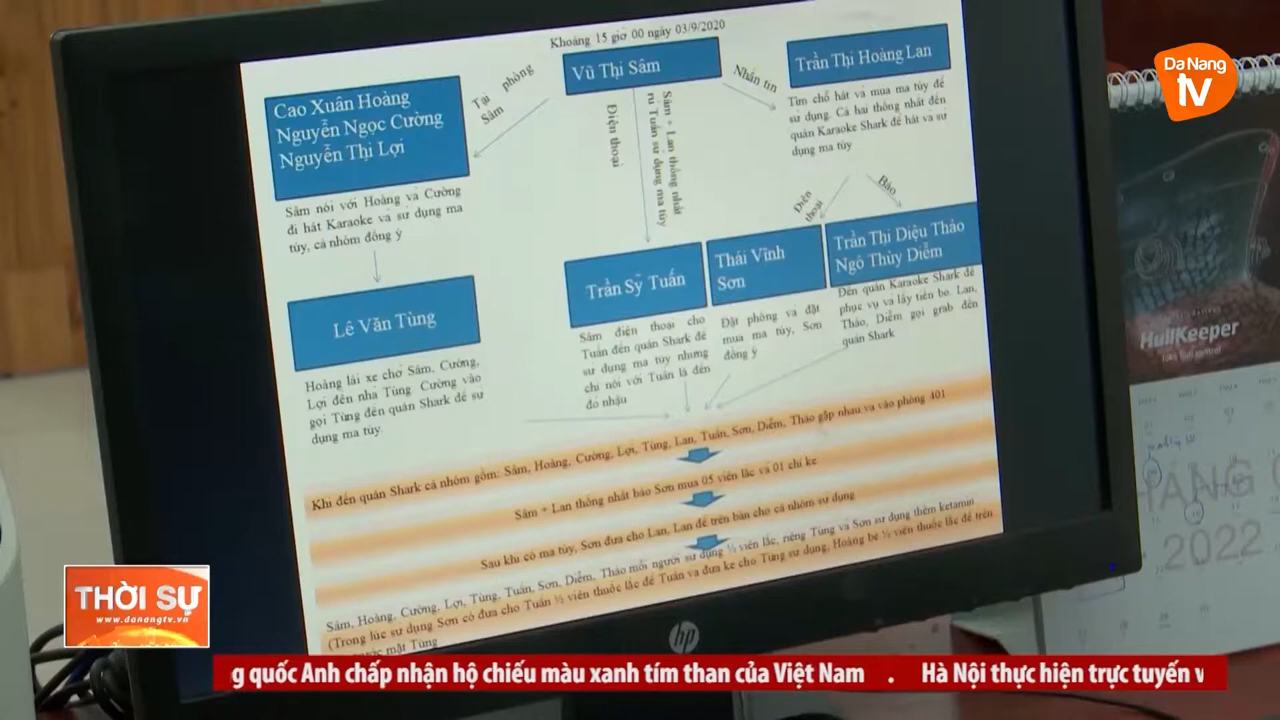 Khoảng 15 giờ 00 ngày 03/9/2020
Vũ Thị Sâm
Trần Thị Hoàng Lan
Cao Xuân Hoàng
Nguyễn Ngọc Cường
Nguyễn Thị Lợi
Tại phòng
Sâm
Điện thoại
Sâm + Lan thống nhất
rủ Tuấn sử dụng ma túy
Nhắn tin
Tìm chỗ hát và mua ma túy để
sử dụng. Cả hai thống nhất đến
quán Karaoke Shark để hát và sử
dụng ma túy
Sâm nói với Hoàng và Cường
đi hát Karaoke và sử dụng ma
túy, cả nhóm đồng ý
Điện
thoại
Bảo
Lê Văn Tùng
Trần Sỹ Tuấn
Thái Vĩnh
Sơn
Trần Thị Diệu Thảo
Ngô Thùy Diễm
Hoàng lái xe chở Sâm, Cường,
Lợi đến nhà Tùng. Cường vào
gọi Tùng đến quán Shark để sử
dụng ma túy.
Sâm điện thoại cho
Tuấn đến quán Shark để
sử dụng ma túy nhưng
chỉ nói với Tuấn là đến
đó nhậu
Đặt phòng và đặt
mua ma túy, Sơn
đồng ý
Đến quán Karaoke Shark để
phục vụ và lấy tiền bo. Lan,
Thảo, Diễm gọi grab đến
quán Shark
Khi đến quán Shark cả nhóm gồm: Sâm, Hoàng, Cường, Lợi, Tùng, Lan, Tuấn, Sơn, Diễm, Thảo gặp nhau và vào phòng 401
Sâm + Lan thống nhất bảo Sơn mua 05 viên lắc và 01 chỉ ke
Sau khi có ma túy, Sơn đưa cho Lan, Lan để trên bàn cho cả nhóm sử dụng
Sâm, Hoàng, Cường, Lợi, Tùng, Tuấn, Sơn, Diễm, Thảo mỗi người sử dụng ½ viên lắc, riêng Tùng và Sơn sử dụng thêm ketamin
(Trong lúc sử dụng Sơn có đưa cho Tuấn ½ viên thuốc lắc để Tuấn và đưa ke cho Tùng sử dụng, Hoàng bẻ ½ viên thuốc lắc để trên
mặt Tùng
hp
Da Nang
tv
HullKeeper
THÁNG
2022
THỜI SỰ
www.danangtv.vn
g quốc Anh chấp nhận hộ chiếu màu xanh tím than của Việt Nam . Hà Nội thực hiện trực tuyến v